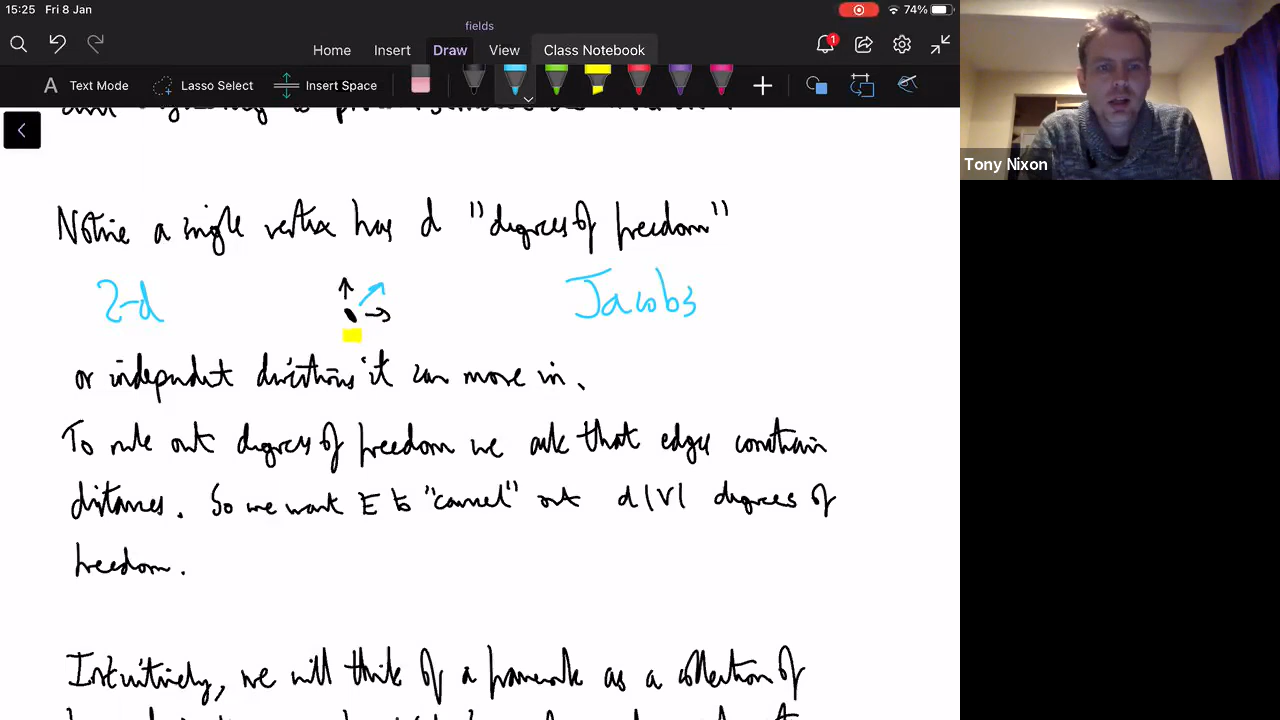 15:25 Fri 8 Jan
74%
fields
Home Insert Draw View Class Notebook
1
A Text Mode Lasso Select Insert Space
Tony Nixon
Notice a single vertex has d "degrees of freedom"
2-d Jacobs
or independent directions it can move in.
To rule out degrees of freedom we ask that edges constrain
distances. So we want E to "cancel" out d|V| degrees of
freedom.
Intuitively, we will think of a framework as a collection of